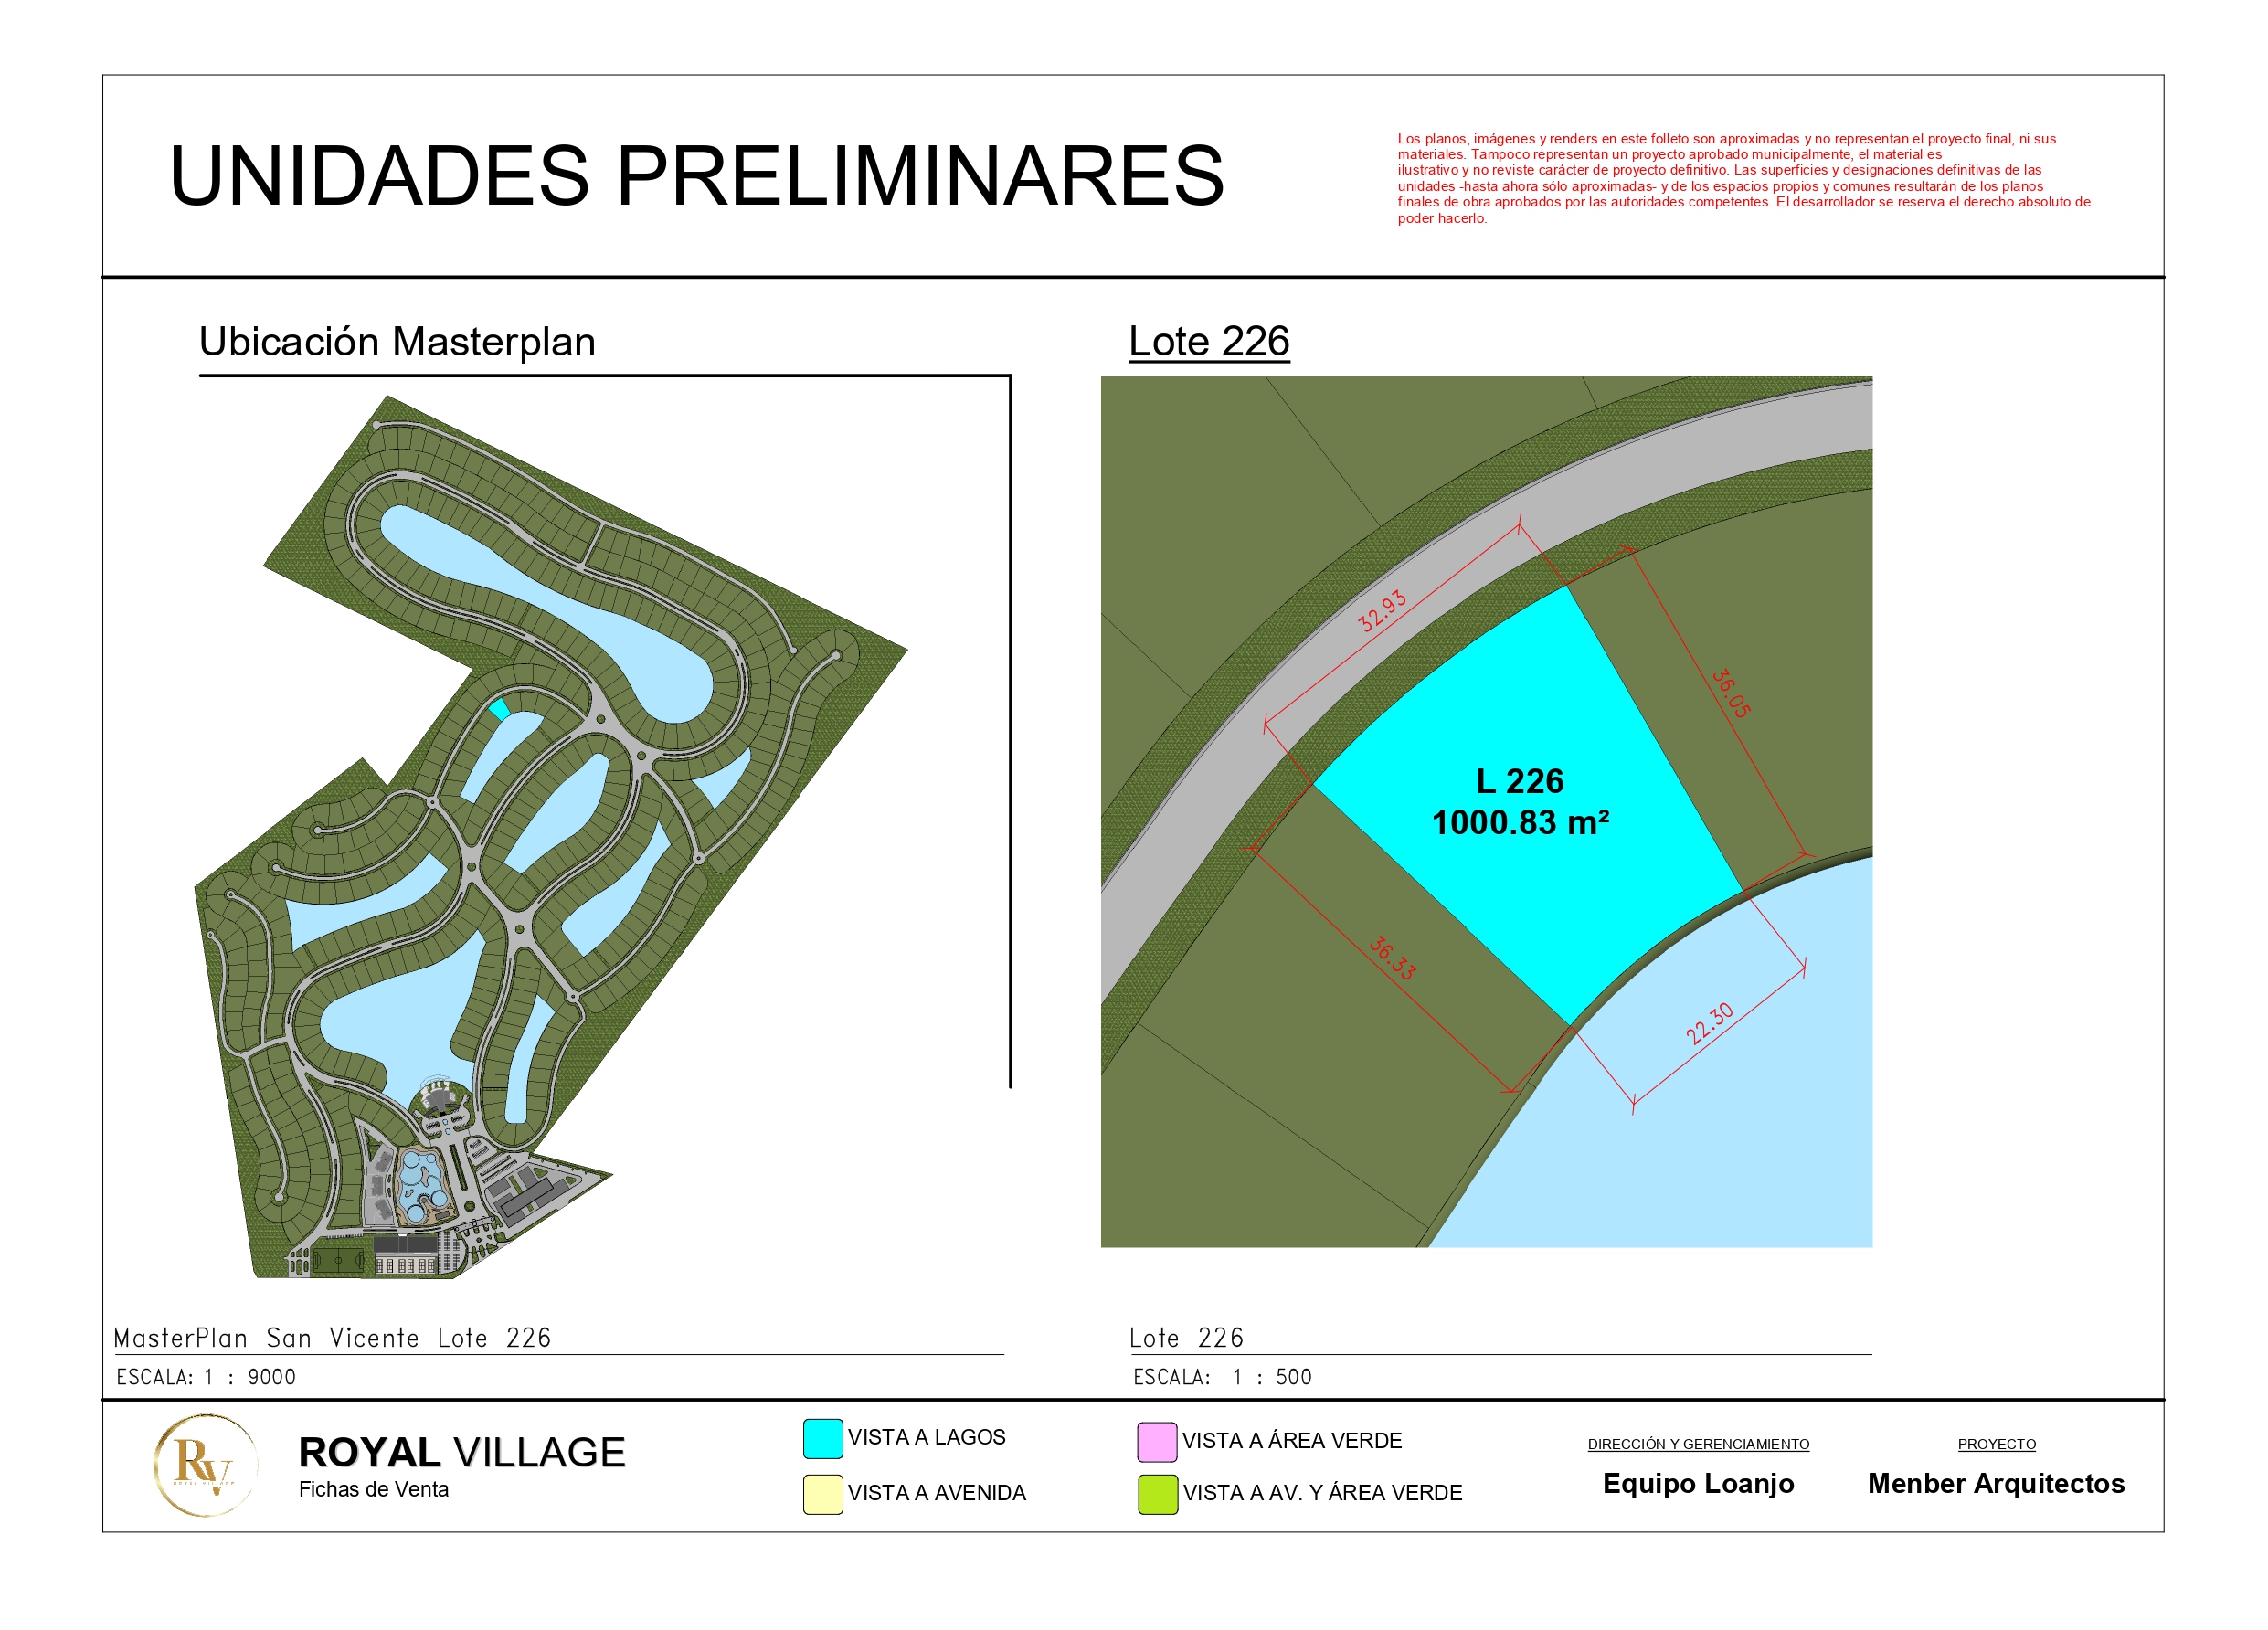 UNIDADES PRELIMINARES
Los planos, imágenes y renders en este folleto son aproximadas y no representan el proyecto final, ni sus
materiales. Tampoco representan un proyecto aprobado municipalmente, el material es
ilustrativo y no reviste carácter de proyecto definitivo. Las superficies y designaciones definitivas de las
unidades -hasta ahora sólo aproximadas- y de los espacios propios y comunes resultarán de los planos
finales de obra aprobados por las autoridades competentes. El desarrollador se reserva el derecho absoluto de
poder hacerlo.
Ubicación Masterplan
Lote 226
32.93
36.05
L 226
1000.83 m²
36.33
22.30
MasterPlan San Vicente Lote 226
ESCALA: 1 : 9000
Lote 226
ESCALA: 1 : 500
RV
ROYAL VILLAGE
ROYAL VILLAGE
Fichas de Venta
VISTA A LAGOS
VISTA A AVENIDA
VISTA A ÁREA VERDE
VISTA A AV. Y ÁREA VERDE
DIRECCIÓN Y GERENCIAMIENTO
Equipo Loanjo
PROYECTO
Menber Arquitectos